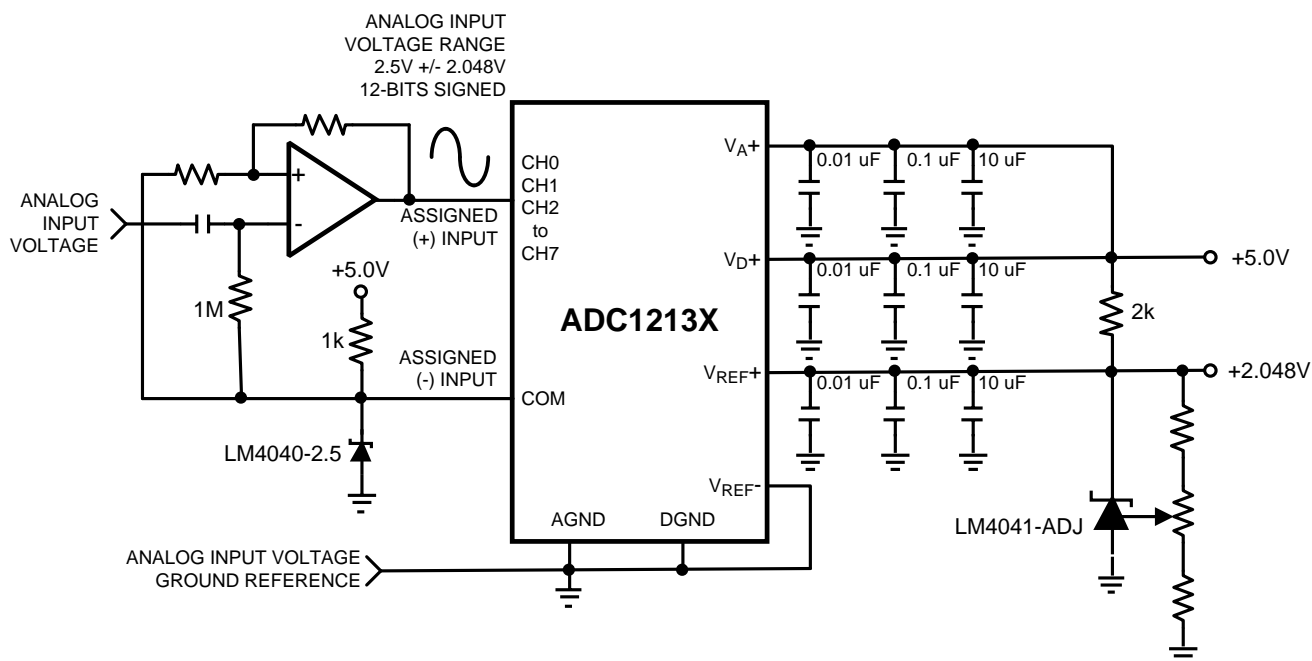 ANALOG INPUT
VOLTAGE RANGE
2.5V +/- 2.048V
12-BITS SIGNED
+
-
ANALOG
INPUT
VOLTAGE
ASSIGNED
(+) INPUT
CH0
CH1
CH2
to
CH7
+5.0V
1M
1k
ASSIGNED
(-) INPUT
COM
LM4040-2.5
ADC1213X
VA+
0.01 uF
0.1 uF
10 uF
VD+
0.01 uF
0.1 uF
10 uF
+5.0V
2k
VREF+
0.01 uF
0.1 uF
10 uF
+2.048V
VREF-
LM4041-ADJ
AGND
DGND
ANALOG INPUT VOLTAGE
GROUND REFERENCE